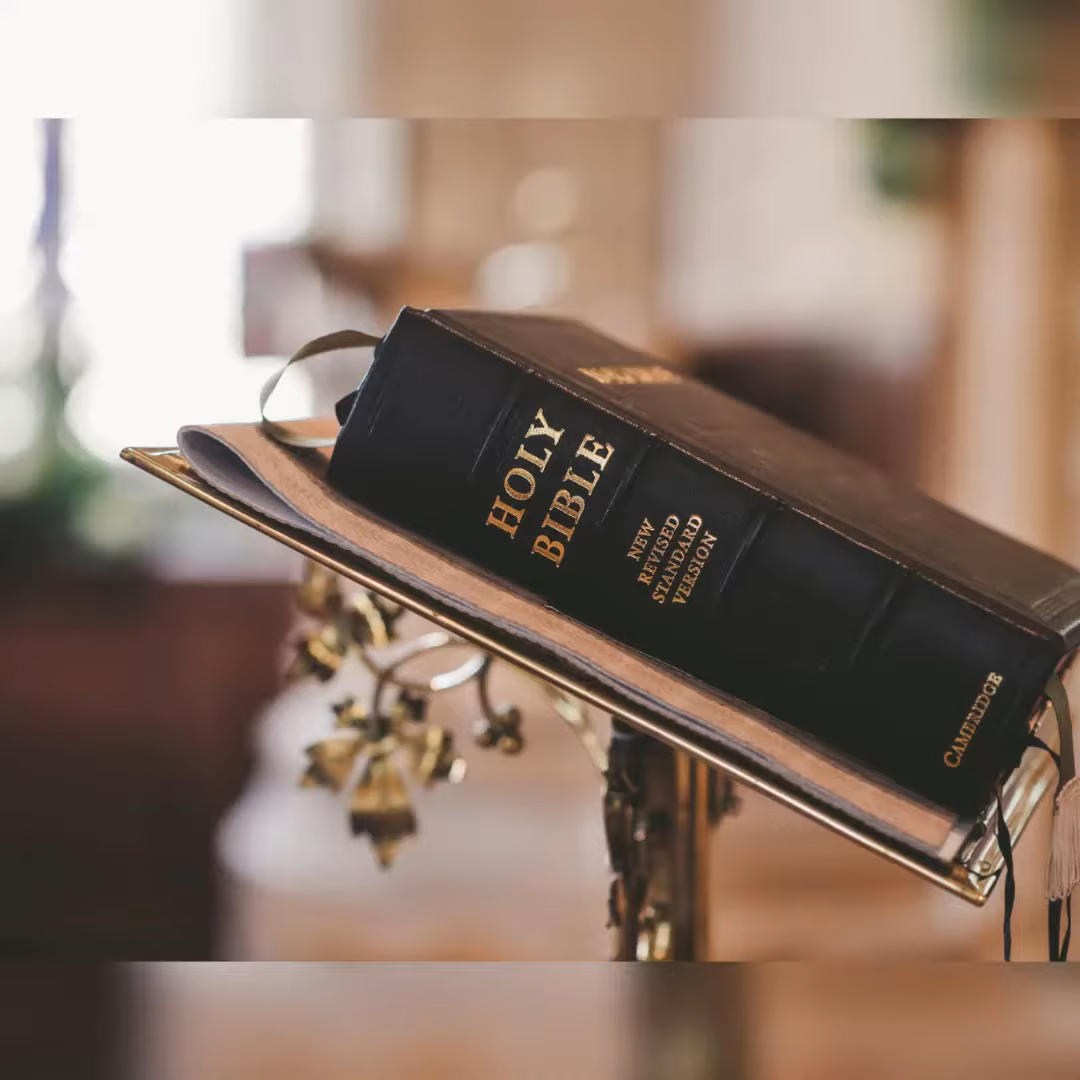 HOLY
BIBLE
NEW
REVISED
STANDARD
VERSION
CAMBRIDGE